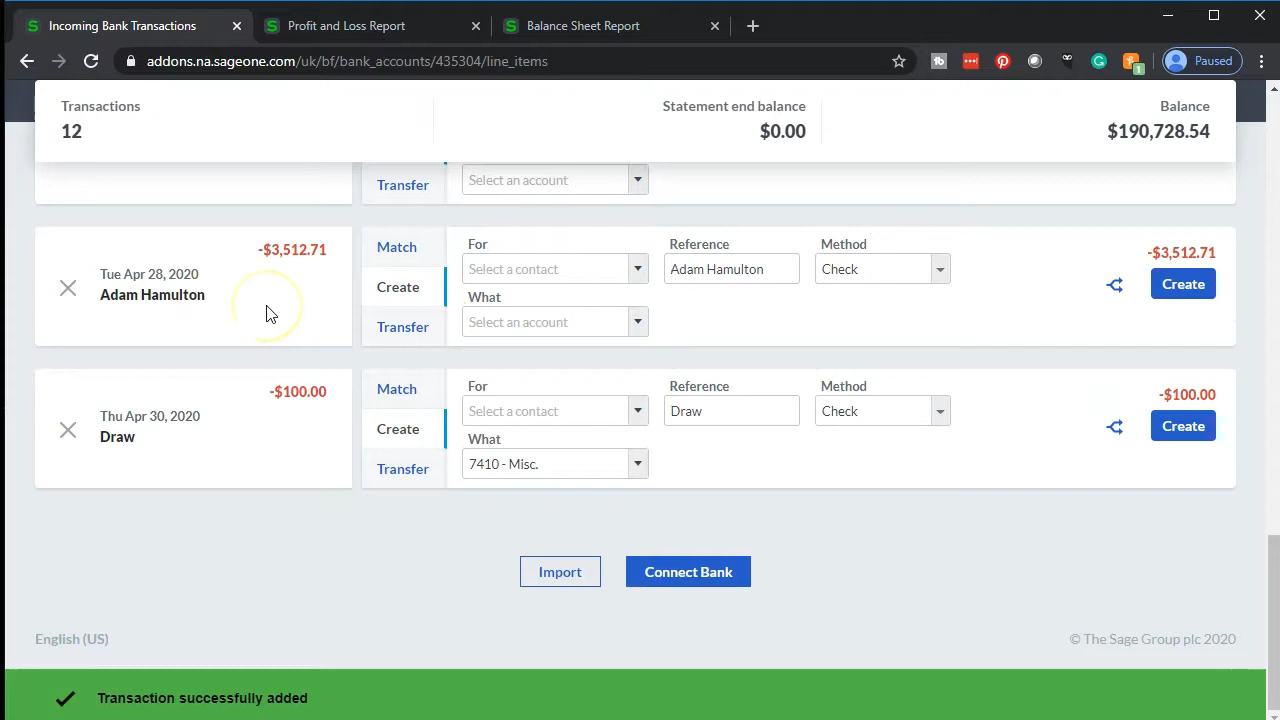 Incoming Bank Transactions
Profit and Loss Report
Balance Sheet Report
addons.na.sageone.com/uk/bf/bank_accounts/435304/line_items
Paused
Transactions
12
Statement end balance
$0.00
Balance
$190,728.54
Transfer
Select an account
-$3,512.71
Tue Apr 28, 2020
Adam Hamulton
Match
Create
Transfer
For
Select a contact
Reference
Adam Hamulton
Method
Check
What
Select an account
-$3,512.71
Create
-$100.00
Thu Apr 30, 2020
Draw
Match
Create
Transfer
For
Select a contact
Reference
Draw
Method
Check
What
7410 - Misc.
-$100.00
Create
Import
Connect Bank
English (US)
© The Sage Group plc 2020
Transaction successfully added